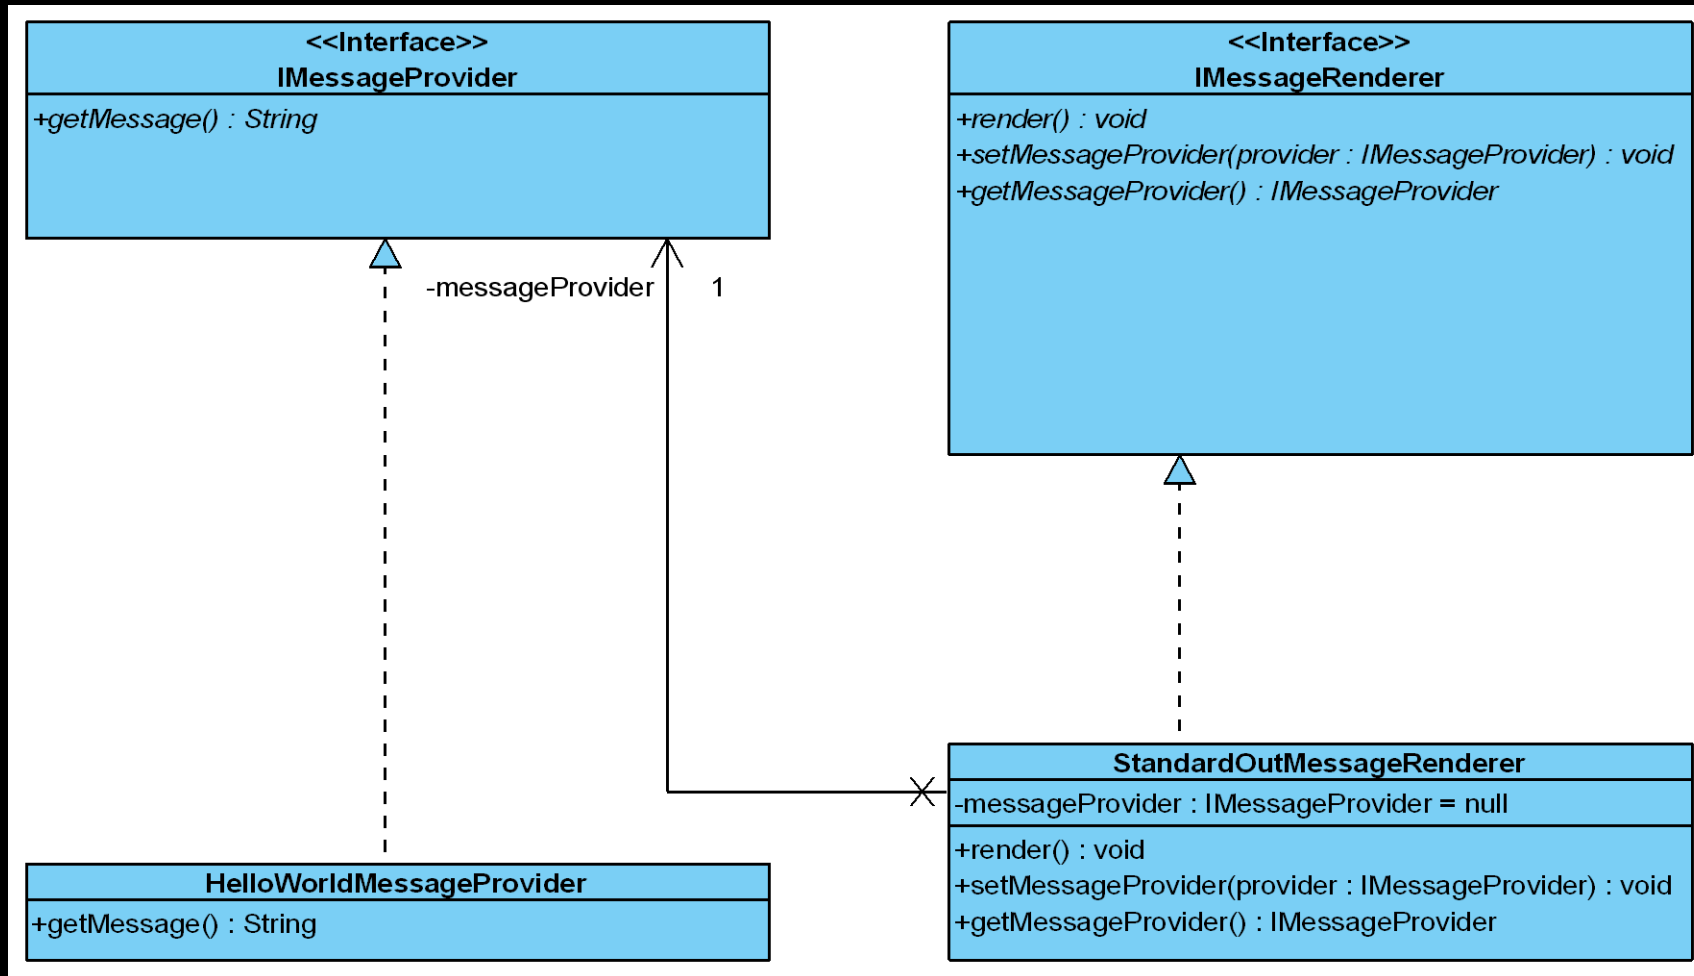 <<Interface>>
IMessageProvider
+getMessage() : String
<<Interface>>
IMessageRenderer
+render() : void
+setMessageProvider(provider : IMessageProvider) : void
+getMessageProvider() : IMessageProvider
-messageProvider
1
HelloWorldMessageProvider
+getMessage() : String
StandardOutMessageRenderer
-messageProvider : IMessageProvider = null
+render() : void
+setMessageProvider(provider : IMessageProvider) : void
+getMessageProvider() : IMessageProvider